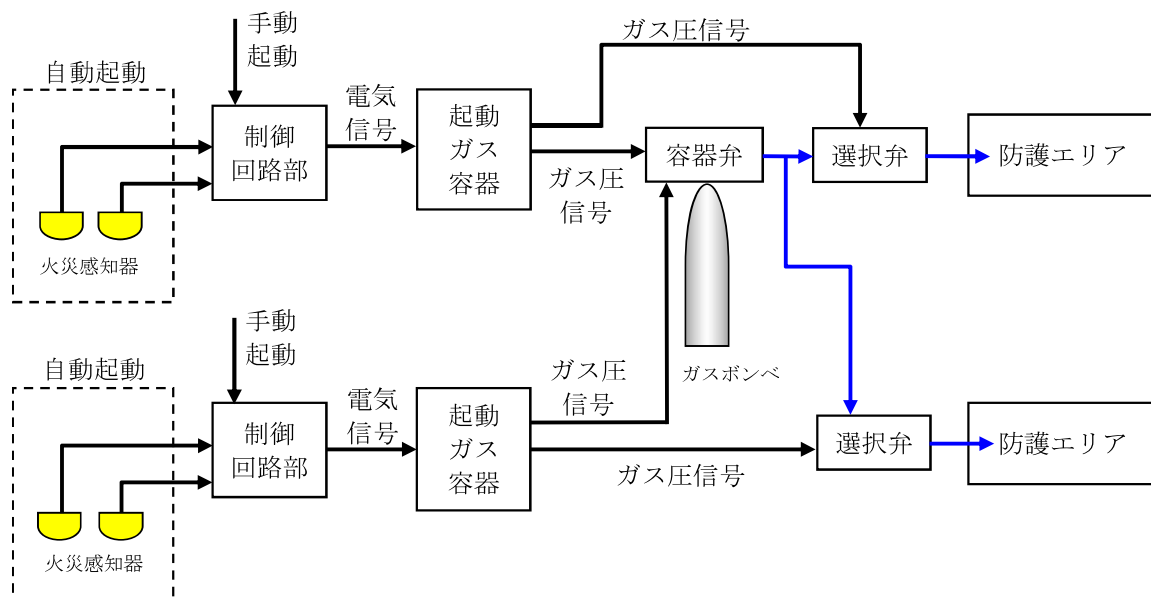 手動
起動
自動起動
火災感知器
制御
回路部
電気
信号
起動
ガス
容器
ガス圧信号
ガス圧
信号
容器弁
ガスボンベ
選択弁
防護エリア
手動
起動
自動起動
火災感知器
制御
回路部
電気
信号
起動
ガス
容器
ガス圧
信号
ガス圧信号
選択弁
防護エリア